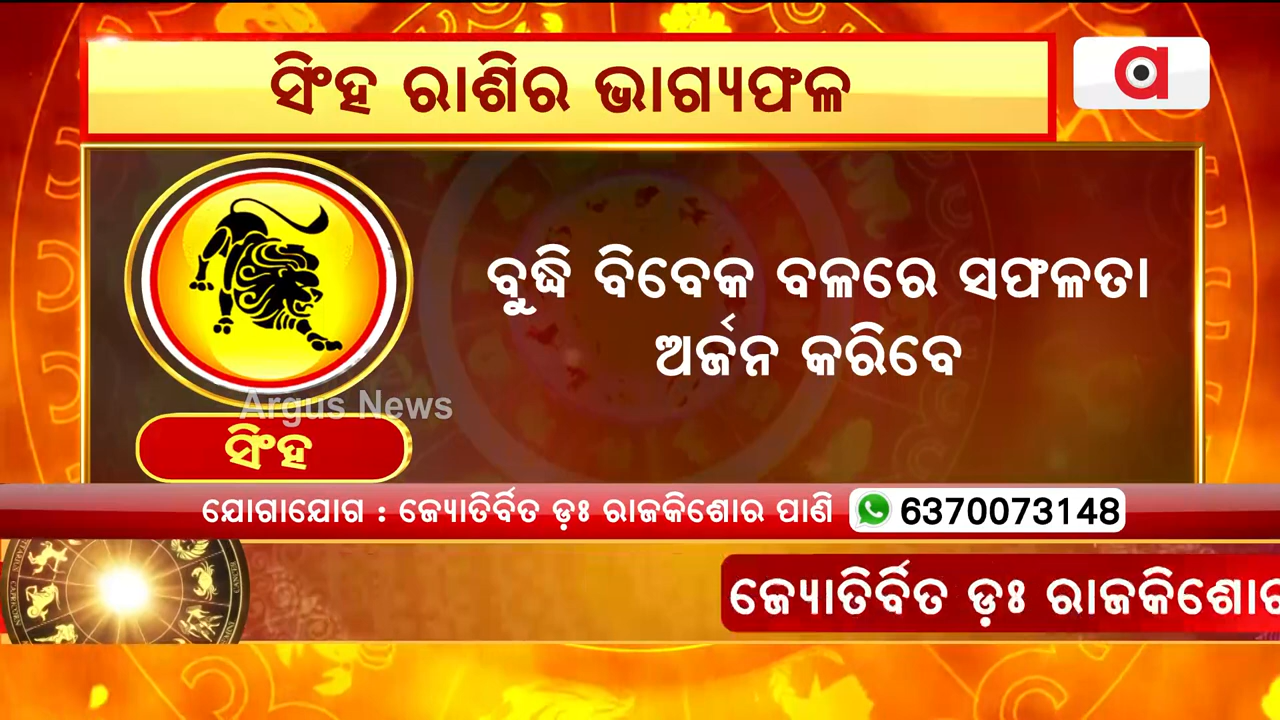 ସିଂହ ରାଶିର ଭାଗ୍ୟଫଳ
a
ବୁଦ୍ଧି ବିବେକ ବଳରେ ସଫଳତା
ଅର୍ଜନ କରିବେ
Argus News
ସିଂହ
ଯୋଗାଯୋଗ : ଜ୍ୟୋତିର୍ବିତ ଡ଼ଃ ରାଜକିଶୋର ପାଣି 6370073148
ଜ୍ୟୋତିର୍ବିତ ଡ଼ଃ ରାଜକିଶୋର